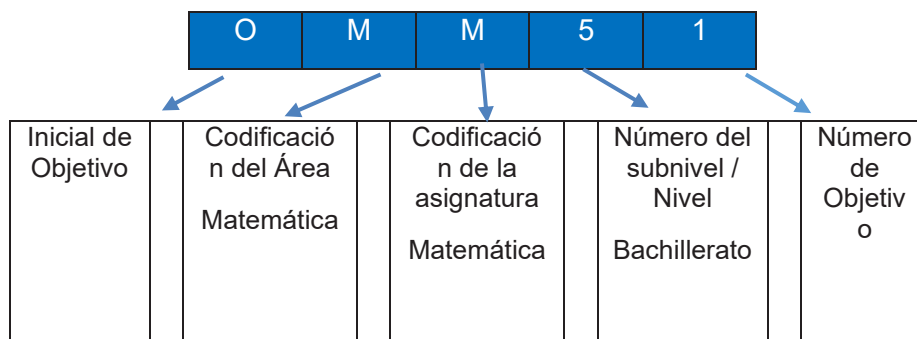 O M M 5 1
Inicial de
Objetivo
Codificació
n del Área
Matemática
Codificació
n de la
asignatura
Matemática
Número del
subnivel /
Nivel
Bachillerato
Número
de
Objetiv
o